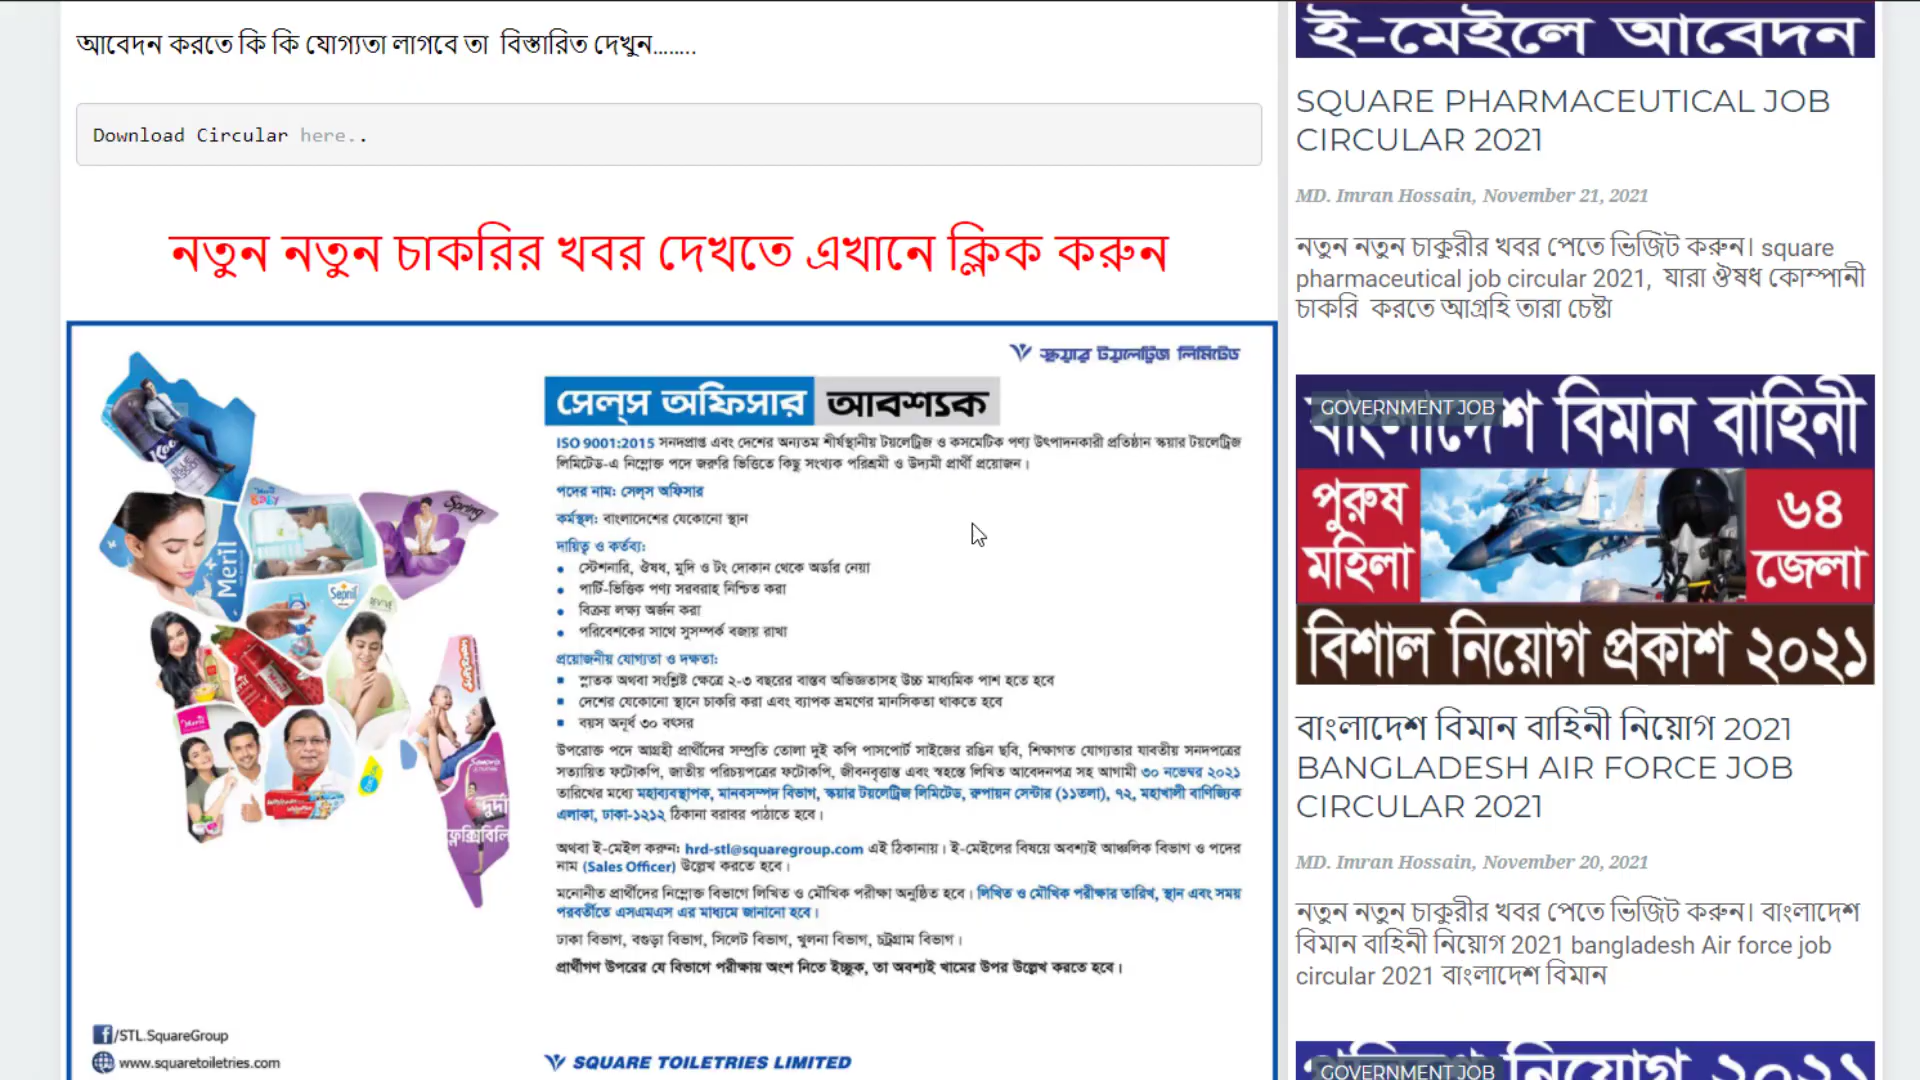 আবেদন করতে কি কি যোগ্যতা লাগবে তা বিস্তারিত দেখুন........
Download Circular here..
নতুন নতুন চাকরির খবর দেখতে এখানে ক্লিক করুন
স্কয়ার টয়লেট্রিজ লিমিটেড
সেল্‌স অফিসার আবশ্যক
ISO 9001:2015 সনদপ্রাপ্ত এবং দেশের অন্যতম শীর্ষস্থানীয় টয়লেট্রিজ ও কসমেটিক পণ্য উৎপাদনকারী প্রতিষ্ঠান স্কয়ার টয়লেট্রিজ
লিমিটেড-এ নিম্নোক্ত পদে জরুরি ভিত্তিতে কিছু সংখ্যক পরিশ্রমী ও উদ্যমী প্রার্থী প্রয়োজন।
পদের নাম: সেল্‌স অফিসার
কর্মস্থল: বাংলাদেশের যেকোনো স্থান
দায়িত্ব ও কর্তব্য:
• স্টেশনারি, ঔষধ, মুদি ও টং দোকান থেকে অর্ডার নেয়া
• পার্টি-ভিত্তিক পণ্য সরবরাহ নিশ্চিত করা
• বিক্রয় লক্ষ্য অর্জন করা
• পরিবেশকের সাথে সুসম্পর্ক বজায় রাখা
প্রয়োজনীয় যোগ্যতা ও দক্ষতা:
▪ স্নাতক অথবা সংশ্লিষ্ট ক্ষেত্রে ২-৩ বছরের বাস্তব অভিজ্ঞতাসহ উচ্চ মাধ্যমিক পাশ হতে হবে
▪ দেশের যেকোনো স্থানে চাকরি করা এবং ব্যাপক ভ্রমণের মানসিকতা থাকতে হবে
▪ বয়স অনূর্ধ্ব ৩০ বৎসর
উপরোক্ত পদে আগ্রহী প্রার্থীদের সম্প্রতি তোলা দুই কপি পাসপোর্ট সাইজের রঙিন ছবি, শিক্ষাগত যোগ্যতার যাবতীয় সনদপত্রের
সত্যায়িত ফটোকপি, জাতীয় পরিচয়পত্রের ফটোকপি, জীবনবৃত্তান্ত এবং স্বহস্তে লিখিত আবেদনপত্র সহ আগামী ৩০ নভেম্বর ২০২১
তারিখের মধ্যে মহাব্যবস্থাপক, মানবসম্পদ বিভাগ, স্কয়ার টয়লেট্রিজ লিমিটেড, রুপায়ন সেন্টার (১১তলা), ৭২, মহাখালী বাণিজ্যিক
এলাকা, ঢাকা-১২১২ ঠিকানা বরাবর পাঠাতে হবে।
অথবা ই-মেইল করুন: hrd-stl@squaregroup.com এই ঠিকানায়। ই-মেইলের বিষয়ে অবশ্যই আঞ্চলিক বিভাগ ও পদের
নাম (Sales Officer) উল্লেখ করতে হবে।
মনোনীত প্রার্থীদের নিম্নোক্ত বিভাগে লিখিত ও মৌখিক পরীক্ষা অনুষ্ঠিত হবে। লিখিত ও মৌখিক পরীক্ষার তারিখ, স্থান এবং সময়
পরবর্তীতে এসএমএস এর মাধ্যমে জানানো হবে।
ঢাকা বিভাগ, বগুড়া বিভাগ, সিলেট বিভাগ, খুলনা বিভাগ, চট্টগ্রাম বিভাগ।
প্রার্থীগণ উপরের যে বিভাগে পরীক্ষায় অংশ নিতে ইচ্ছুক, তা অবশ্যই খামের উপর উল্লেখ করতে হবে।
Meril
BABY
Spring
Meril
Sepnil
REVIVE
Meril
Senora
/STL.SquareGroup
www.squaretoiletries.com
SQUARE TOILETRIES LIMITED
ই-মেইলে আবেদন
SQUARE PHARMACEUTICAL JOB
CIRCULAR 2021
MD. Imran Hossain, November 21, 2021
নতুন নতুন চাকুরীর খবর পেতে ভিজিট করুন। square
pharmaceutical job circular 2021, যারা ঔষধ কোম্পানী
চাকরি করতে আগ্রহি তারা চেষ্টা
GOVERNMENT JOB
বাংলাদেশ বিমান বাহিনী
পুরুষ
মহিলা
৬৪
জেলা
বিশাল নিয়োগ প্রকাশ ২০২১
বাংলাদেশ বিমান বাহিনী নিয়োগ 2021
BANGLADESH AIR FORCE JOB
CIRCULAR 2021
MD. Imran Hossain, November 20, 2021
নতুন নতুন চাকুরীর খবর পেতে ভিজিট করুন। বাংলাদেশ
বিমান বাহিনী নিয়োগ 2021 bangladesh Air force job
circular 2021 বাংলাদেশ বিমান
GOVERNMENT JOB
নিয়োগ ২০২১